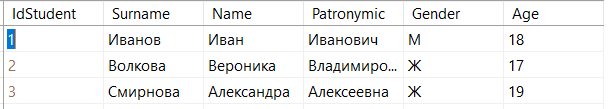 IdStudent Surname Name Patronymic Gender Age
1 Иванов Иван Иванович М 18
2 Волкова Вероника Владимиро... Ж 17
3 Смирнова Александра Алексеевна Ж 19